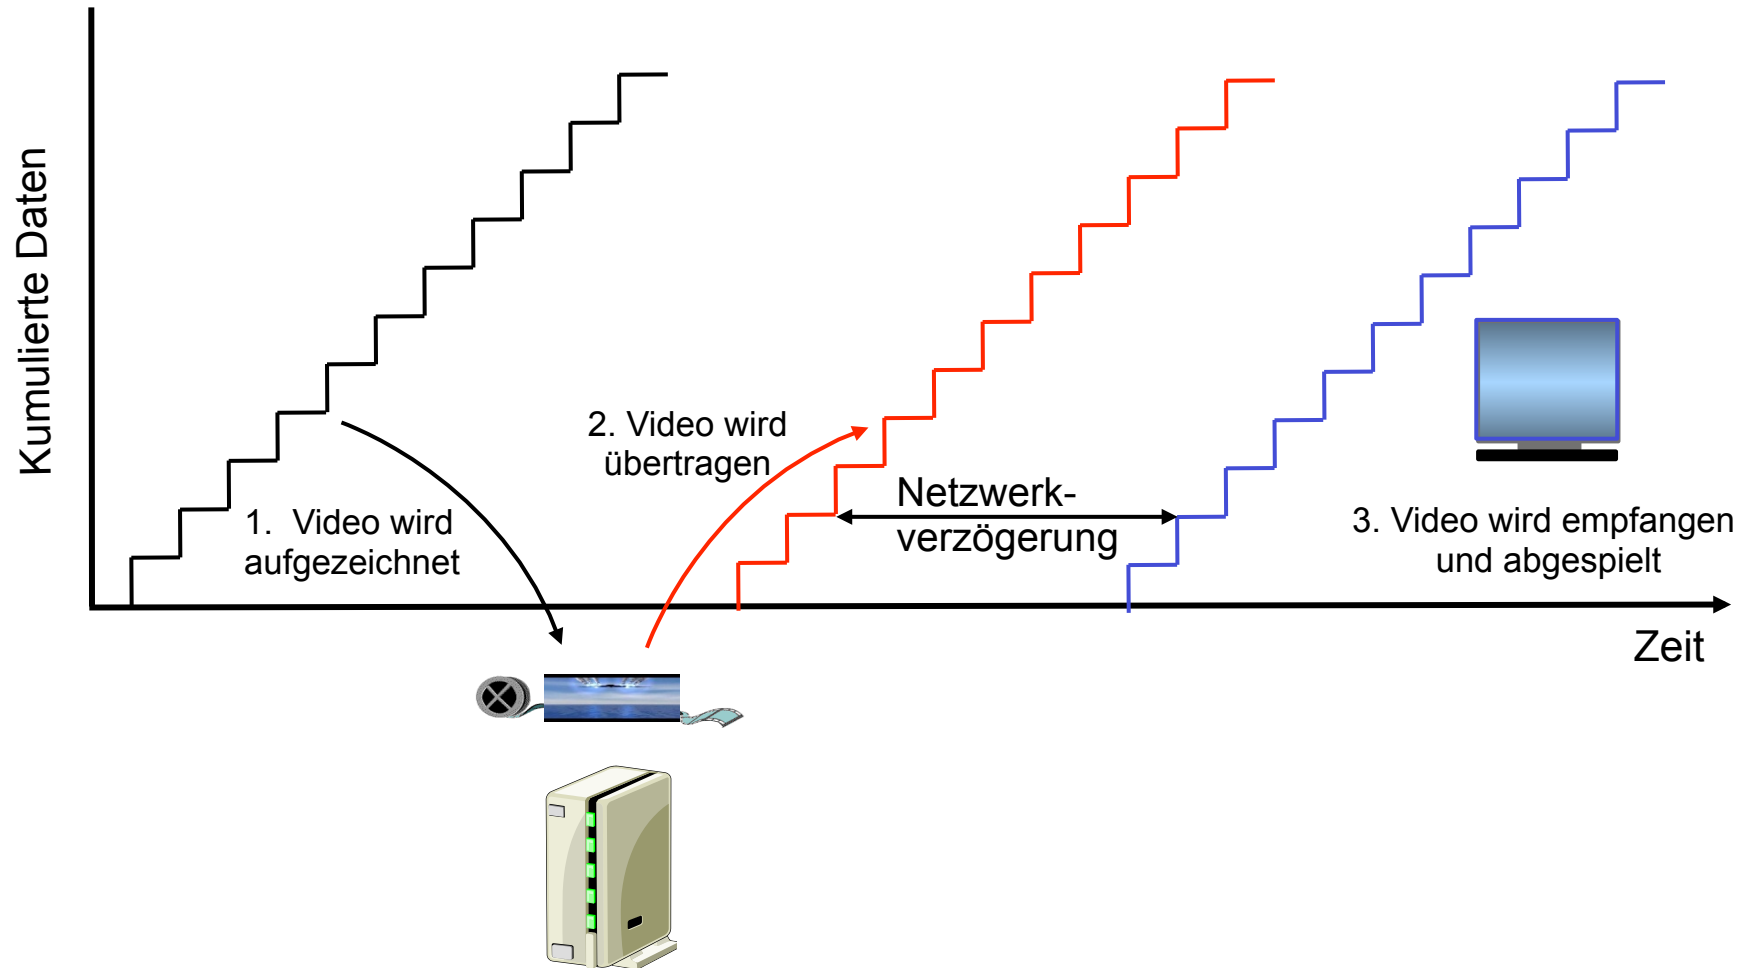 Kumulierte Daten
1. Video wird
aufgezeichnet
2. Video wird
übertragen
Netzwerk-
verzögerung
3. Video wird empfangen
und abgespielt
Zeit